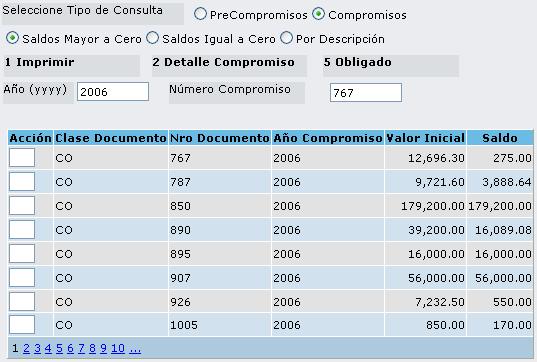 Seleccione Tipo de Consulta PreCompromisos Compromisos
Saldos Mayor a Cero Saldos Igual a Cero Por Descripción
1 Imprimir 2 Detalle Compromiso 5 Obligado
Año (yyyy) 2006 Número Compromiso 767
Acción Clase Documento Nro Documento Año Compromiso Valor Inicial Saldo
CO 767 2006 12,696.30 275.00
CO 787 2006 9,721.60 3,888.64
CO 850 2006 179,200.00 179,200.00
CO 890 2006 39,200.00 16,089.08
CO 895 2006 16,000.00 16,000.00
CO 907 2006 56,000.00 56,000.00
CO 926 2006 7,232.50 550.00
CO 1005 2006 850.00 170.00
1 2 3 4 5 6 7 8 9 10 ...